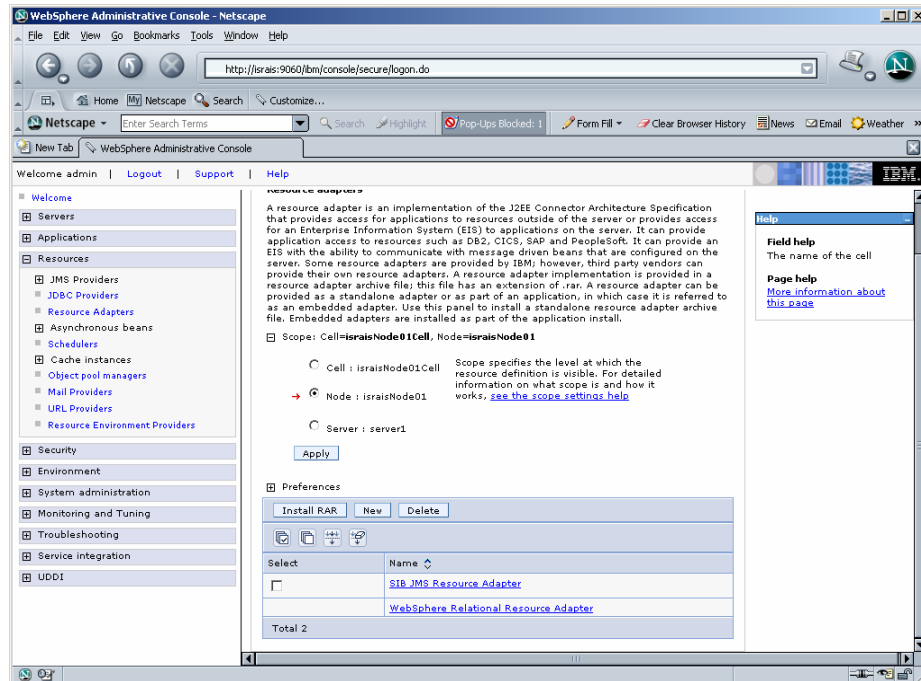 WebSphere Administrative Console - Netscape
File Edit View Go Bookmarks Tools Window Help
http://israis:9060/ibm/console/secure/logon.do
Home My Netscape Search Customize...
Netscape Enter Search Terms Search Highlight Pop-Ups Blocked: 1 Form Fill Clear Browser History News Email Weather »
New Tab WebSphere Administrative Console
Welcome admin | Logout | Support | Help IBM.
Welcome
Servers
Applications
Resources
JMS Providers
JDBC Providers
Resource Adapters
Asynchronous beans
Schedulers
Cache instances
Object pool managers
Mail Providers
URL Providers
Resource Environment Providers
Security
Environment
System administration
Monitoring and Tuning
Troubleshooting
Service integration
UDDI
Resource adapters
A resource adapter is an implementation of the J2EE Connector Architecture Specification
that provides access for applications to resources outside of the server or provides access
for an Enterprise Information System (EIS) to applications on the server. It can provide
application access to resources such as DB2, CICS, SAP and PeopleSoft. It can provide an
EIS with the ability to communicate with message driven beans that are configured on the
server. Some resource adapters are provided by IBM; however, third party vendors can
provide their own resource adapters. A resource adapter implementation is provided in a
resource adapter archive file; this file has an extension of .rar. A resource adapter can be
provided as a standalone adapter or as part of an application, in which case it is referred to
as an embedded adapter. Use this panel to install a standalone resource adapter archive
file. Embedded adapters are installed as part of the application install.
Scope: Cell=israisNode01Cell, Node=israisNode01
Cell : israisNode01Cell
Node : israisNode01
Server : server1
Scope specifies the level at which the
resource definition is visible. For detailed
information on what scope is and how it
works, see the scope settings help
Apply
Preferences
Install RAR New Delete
Select Name
SIB JMS Resource Adapter
WebSphere Relational Resource Adapter
Total 2
Help
Field help
The name of the cell
Page help
More information about
this page